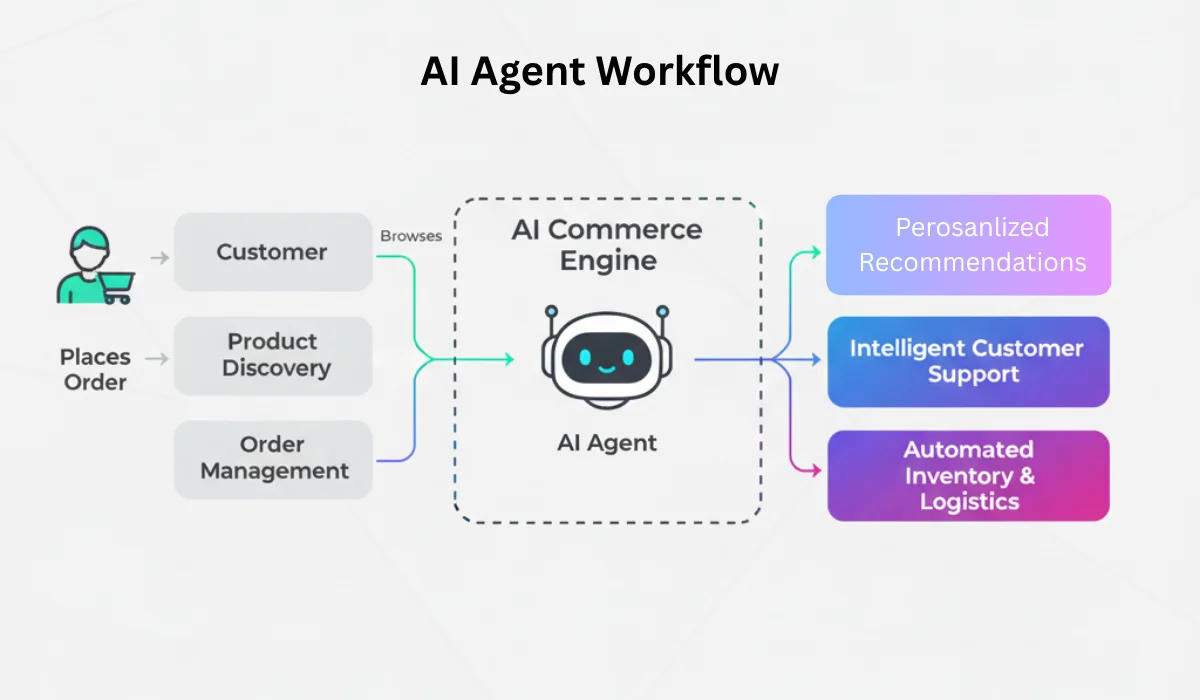 AI Agent Workflow
Customer
Browses
Places
Order
Product
Discovery
Order
Management
AI Commerce
Engine
AI Agent
Perosanlized
Recommendations
Intelligent Customer
Support
Automated
Inventory &
Logistics